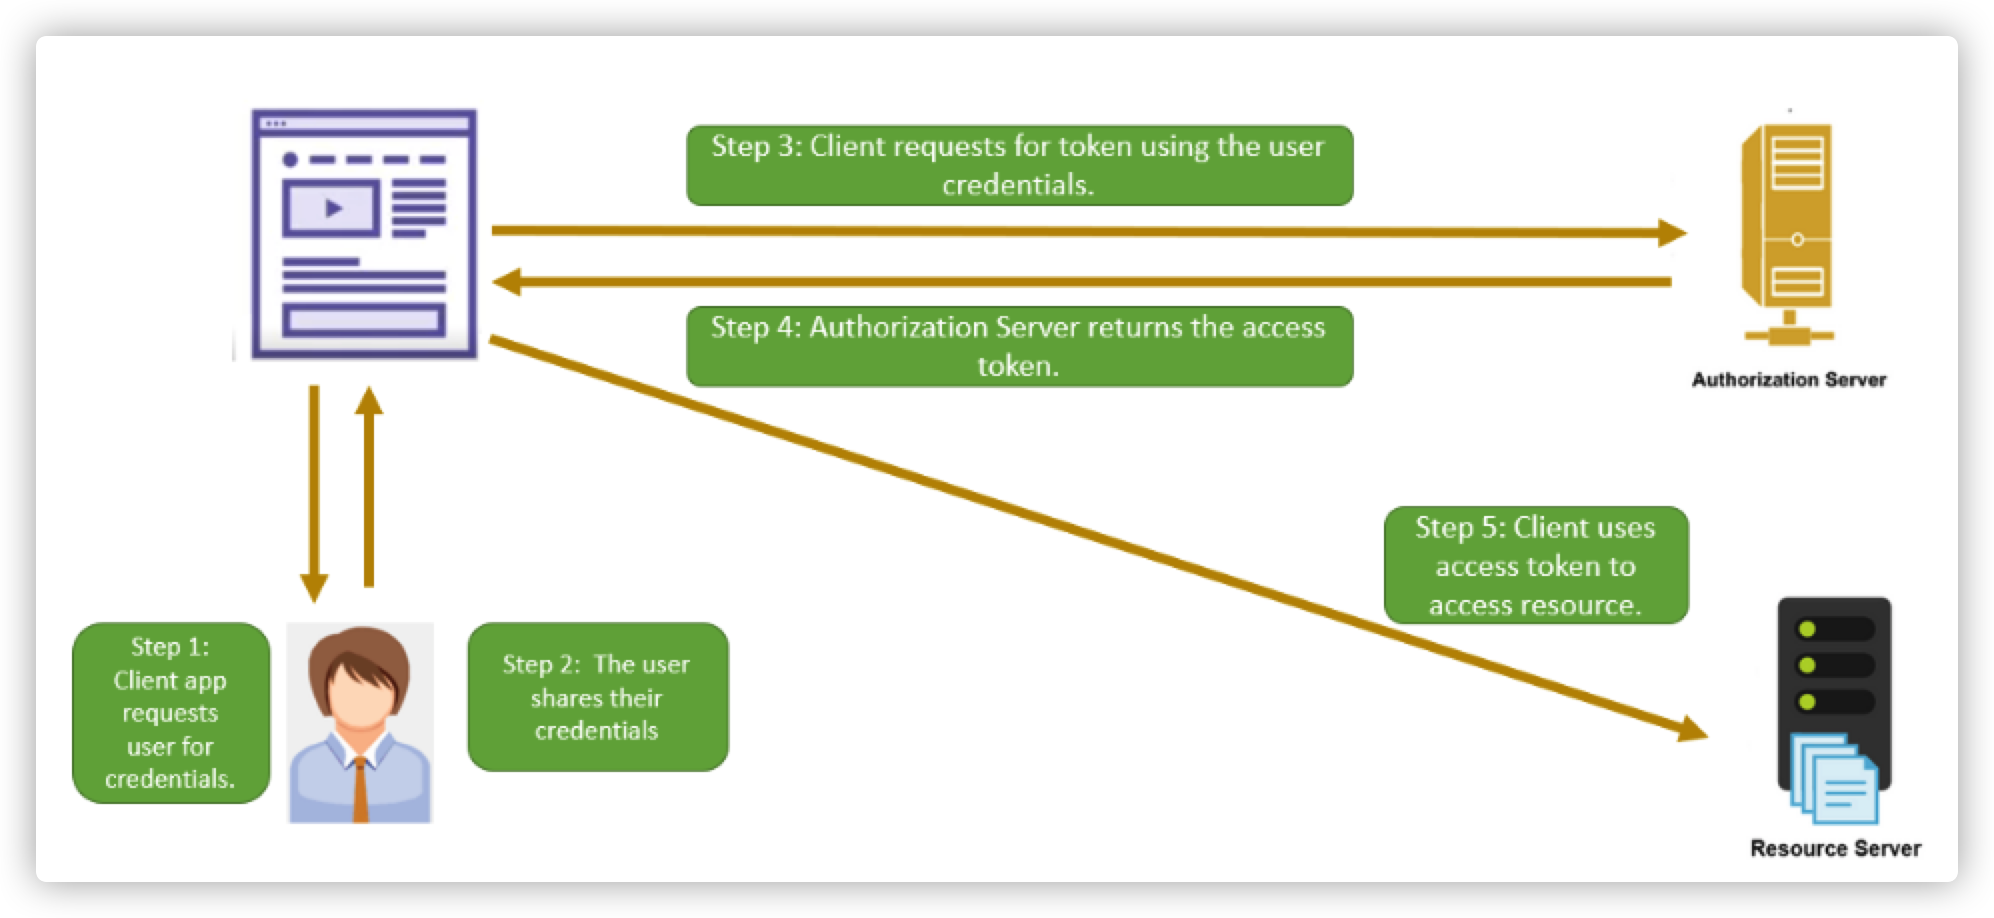 Step 3: Client requests for token using the user
credentials.
Step 4: Authorization Server returns the access
token.
Authorization Server
Step 5: Client uses
access token to
access resource.
Step 1:
Client app
requests
user for
credentials.
Step 2:  The user
shares their
credentials
Resource Server